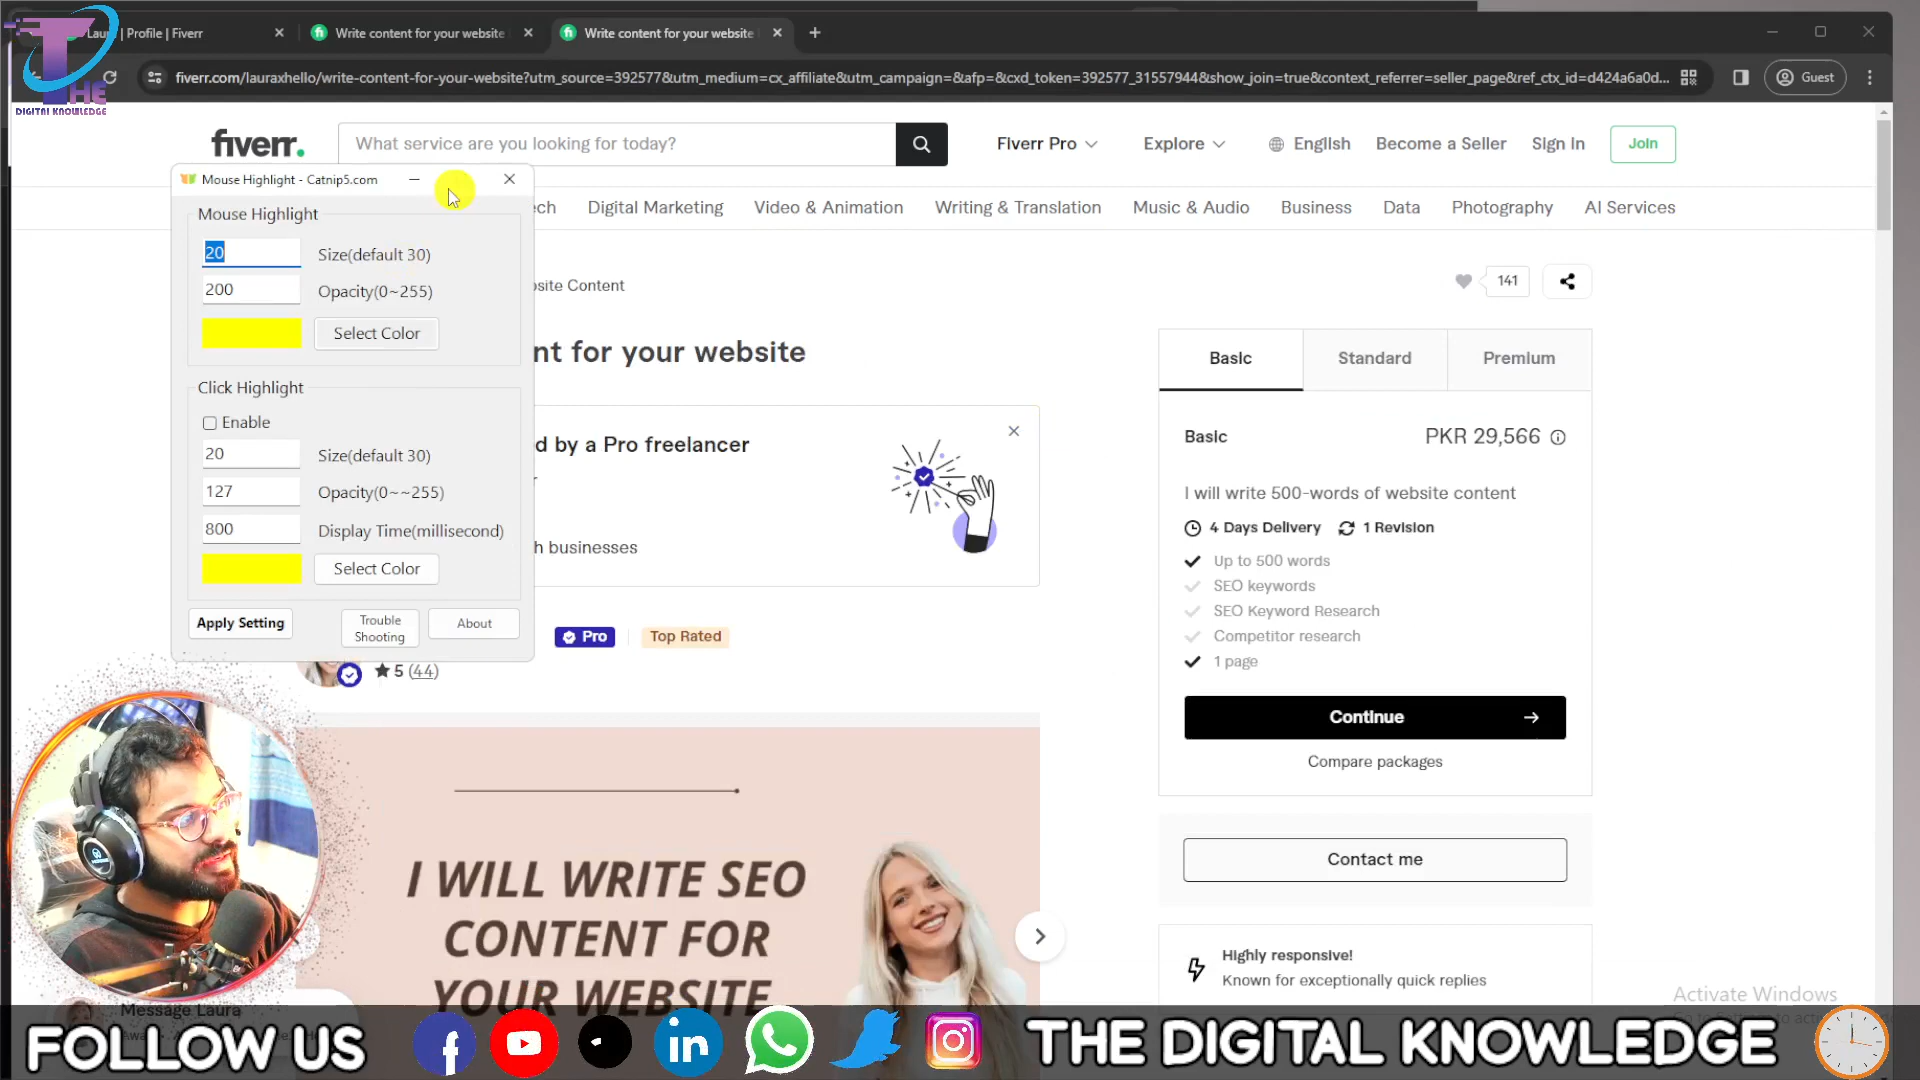 Laura | Profile | Fiverr
Write content for your website
Write content for your website
fiverr.com/lauraxhello/write-content-for-your-website?utm_source=392577&utm_medium=cx_affiliate&utm_campaign=&afp=&cxd_token=392577_31557944&show_join=true&context_referrer=seller_page&ref_ctx_id=d424a6a0d...
Guest
THE
DIGITAL KNOWLEDGE
fiverr.
What service are you looking for today?
Fiverr Pro
Explore
English
Become a Seller
Sign In
Join
ech
Digital Marketing
Video & Animation
Writing & Translation
Music & Audio
Business
Data
Photography
AI Services
Mouse Highlight - Catnip5.com
Mouse Highlight
20
Size(default 30)
200
Opacity(0~255)
Select Color
Click Highlight
Enable
20
Size(default 30)
127
Opacity(0~~255)
800
Display Time(millisecond)
Select Color
Apply Setting
Trouble
Shooting
About
bsite Content
141
nt for your website
d by a Pro freelancer
h businesses
Pro
Top Rated
5 (44)
I WILL WRITE SEO
CONTENT FOR
YOUR WEBSITE
Basic
Standard
Premium
Basic
PKR 29,566
I will write 500-words of website content
4 Days Delivery
1 Revision
Up to 500 words
SEO keywords
SEO Keyword Research
Competitor research
1 page
Continue
Compare packages
Contact me
Highly responsive!
Known for exceptionally quick replies
Activate Windows
Message Laura
FOLLOW US
THE DIGITAL KNOWLEDGE